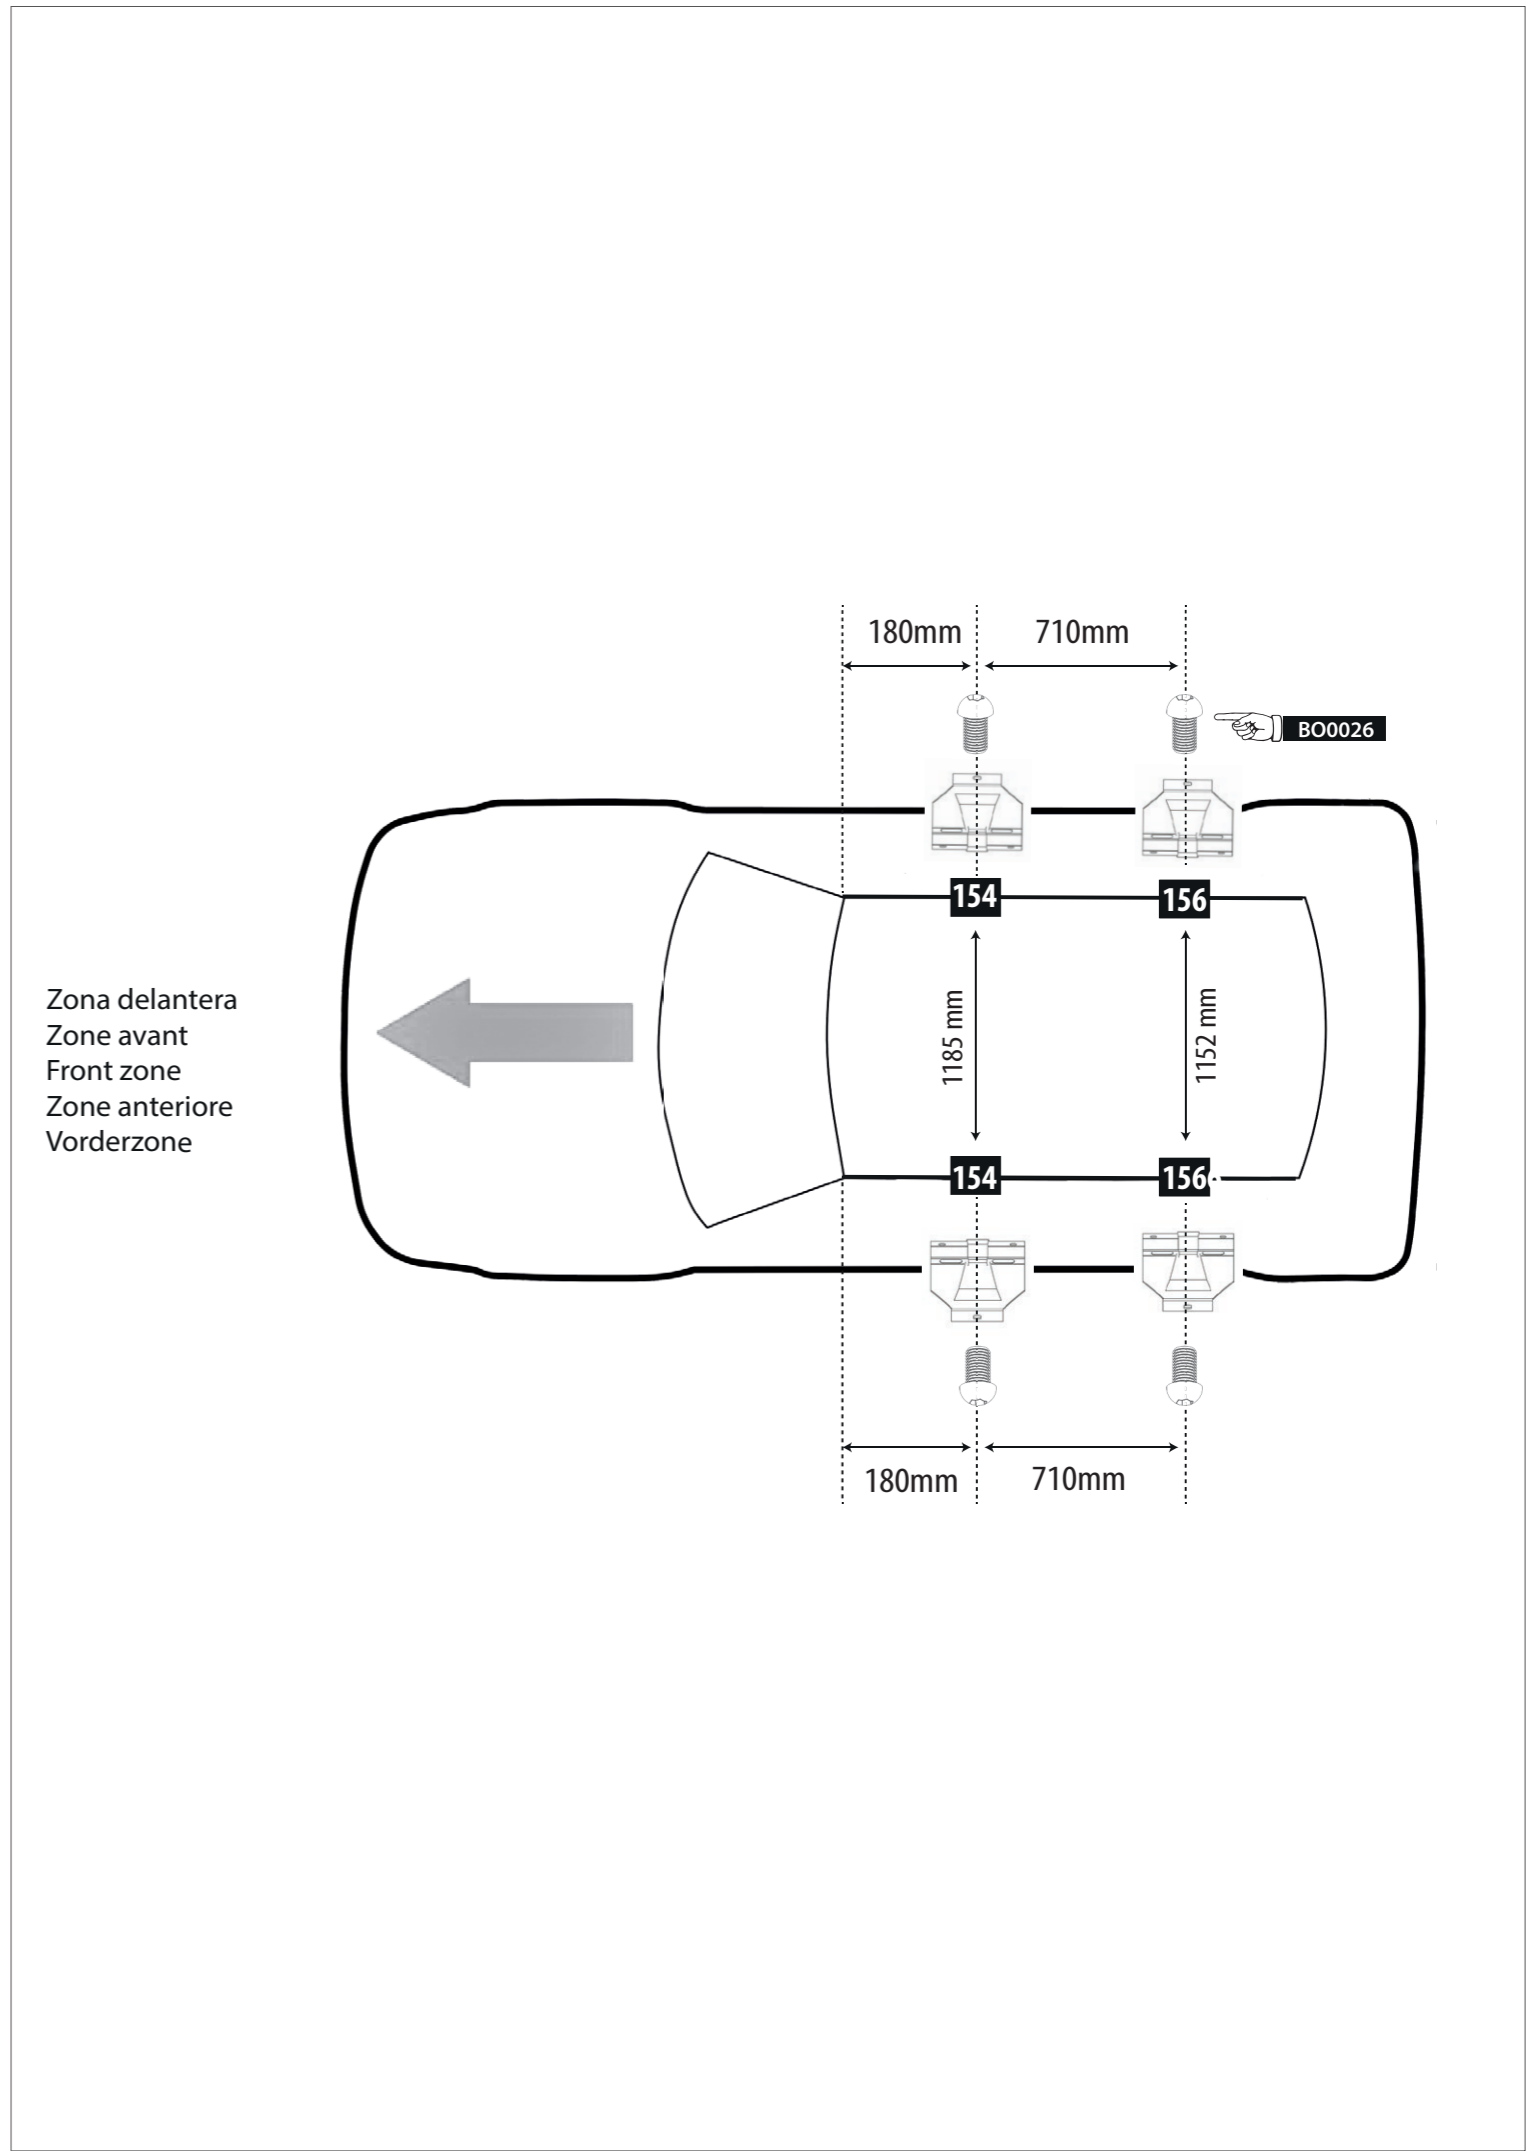 180mm 710mm
BO0026
154 156
Zona delantera
Zone avant
Front zone
Zone anteriore
Vorderzone
1185 mm 1152 mm
154 156
180mm 710mm